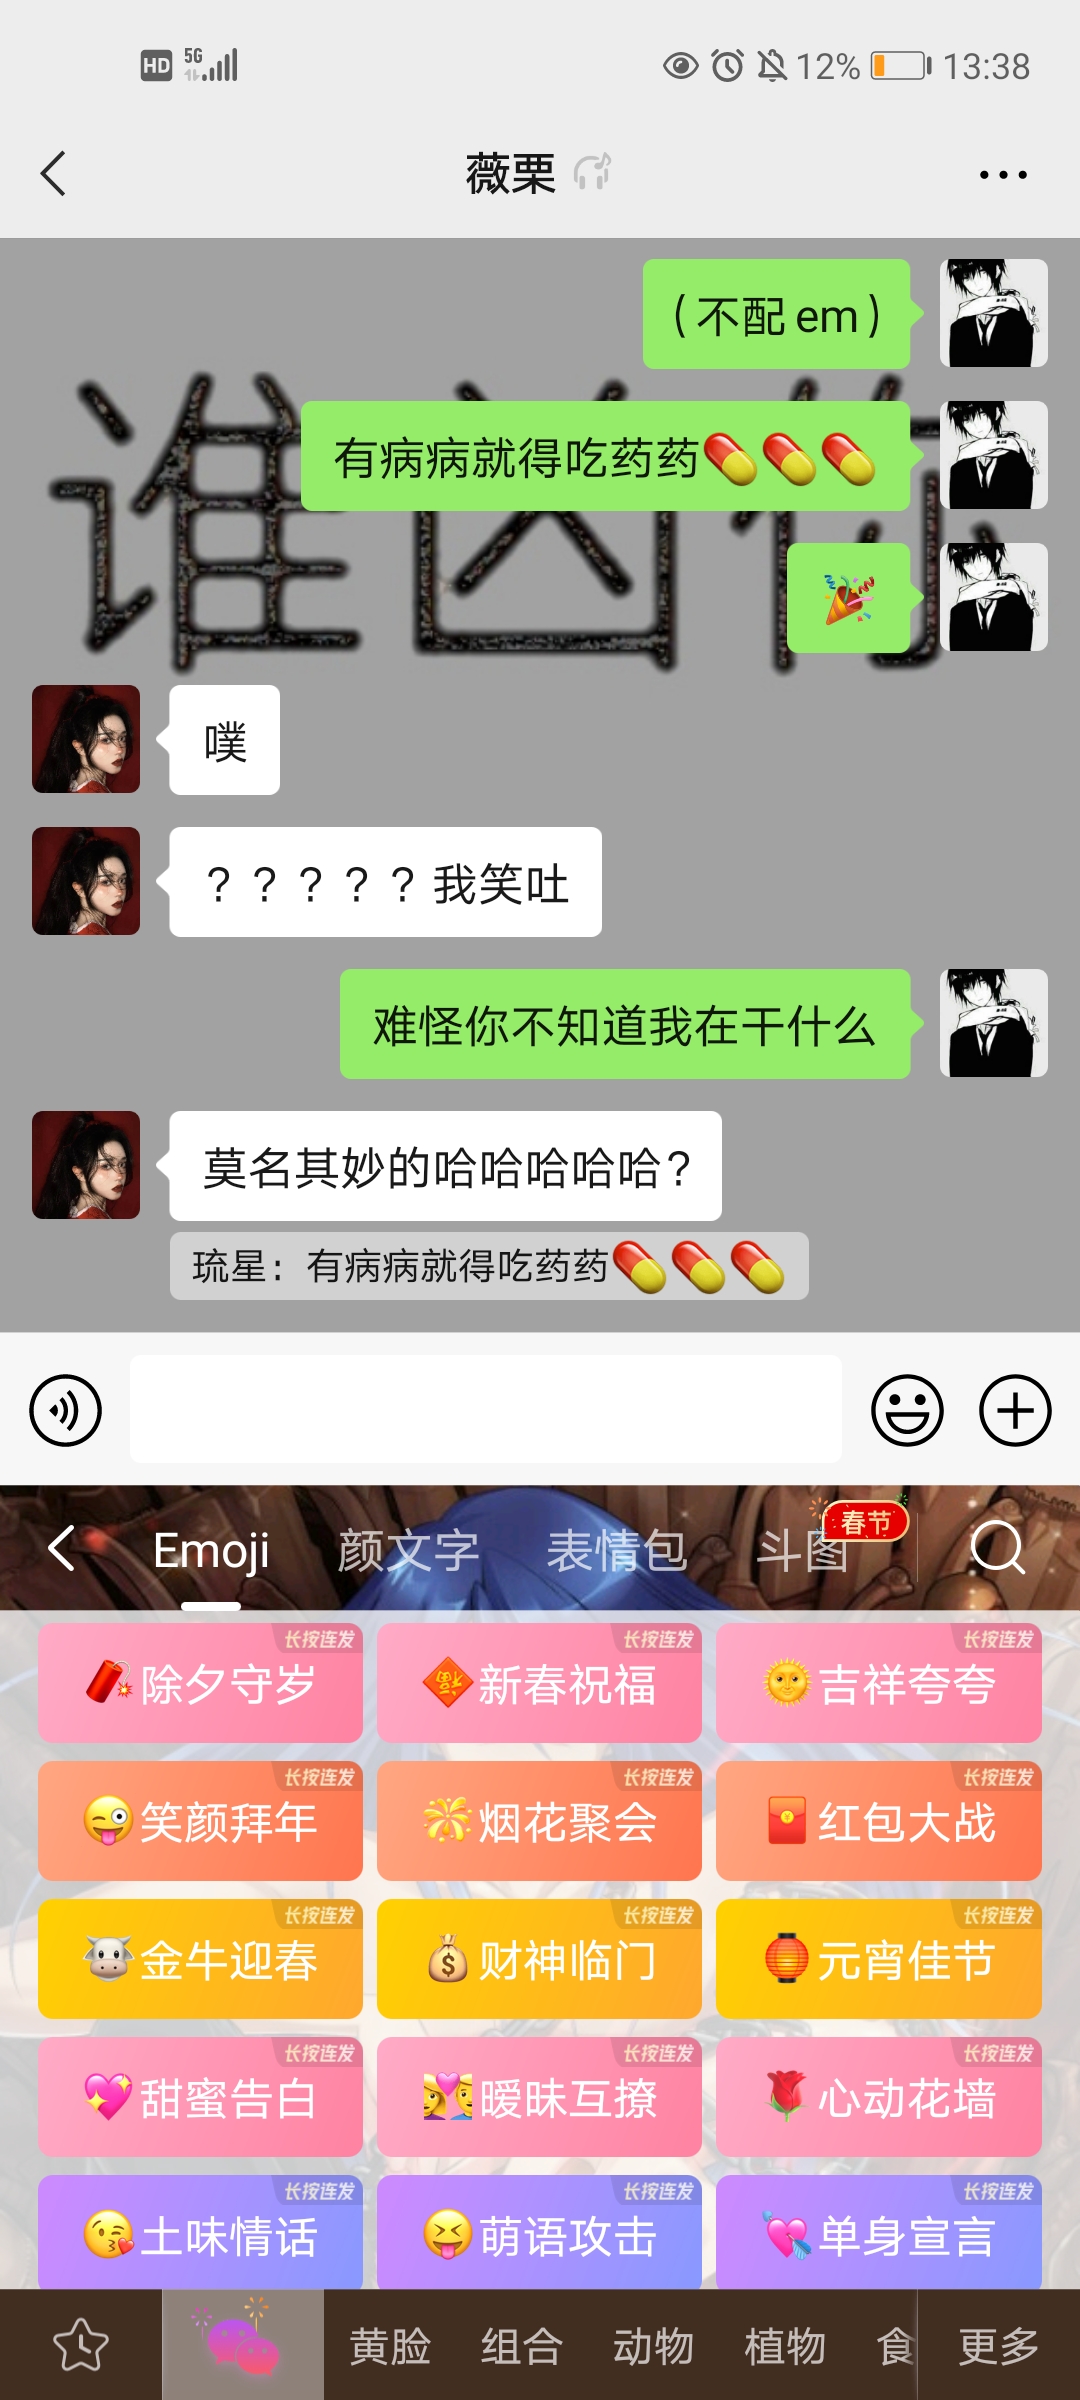 HD 5G 12% 13:38
薇栗
（不配 em）
有病病就得吃药药💊💊💊
🎉
噗
？？？？？我笑吐
难怪你不知道我在干什么
莫名其妙的哈哈哈哈哈？
琉星：有病病就得吃药药💊💊💊
Emoji 颜文字 表情包 斗图 春节
长按连发 长按连发 长按连发
🧨除夕守岁 新春祝福 🌞吉祥夸夸
长按连发 长按连发 长按连发
😜笑颜拜年 🎆烟花聚会 🧧红包大战
长按连发 长按连发 长按连发
🐮金牛迎春 💰财神临门 🏮元宵佳节
长按连发 长按连发 长按连发
💖甜蜜告白 💑暧昧互撩 🌹心动花墙
长按连发 长按连发 长按连发
😘土味情话 😝萌语攻击 💘单身宣言
黄脸 组合 动物 植物 食 更多